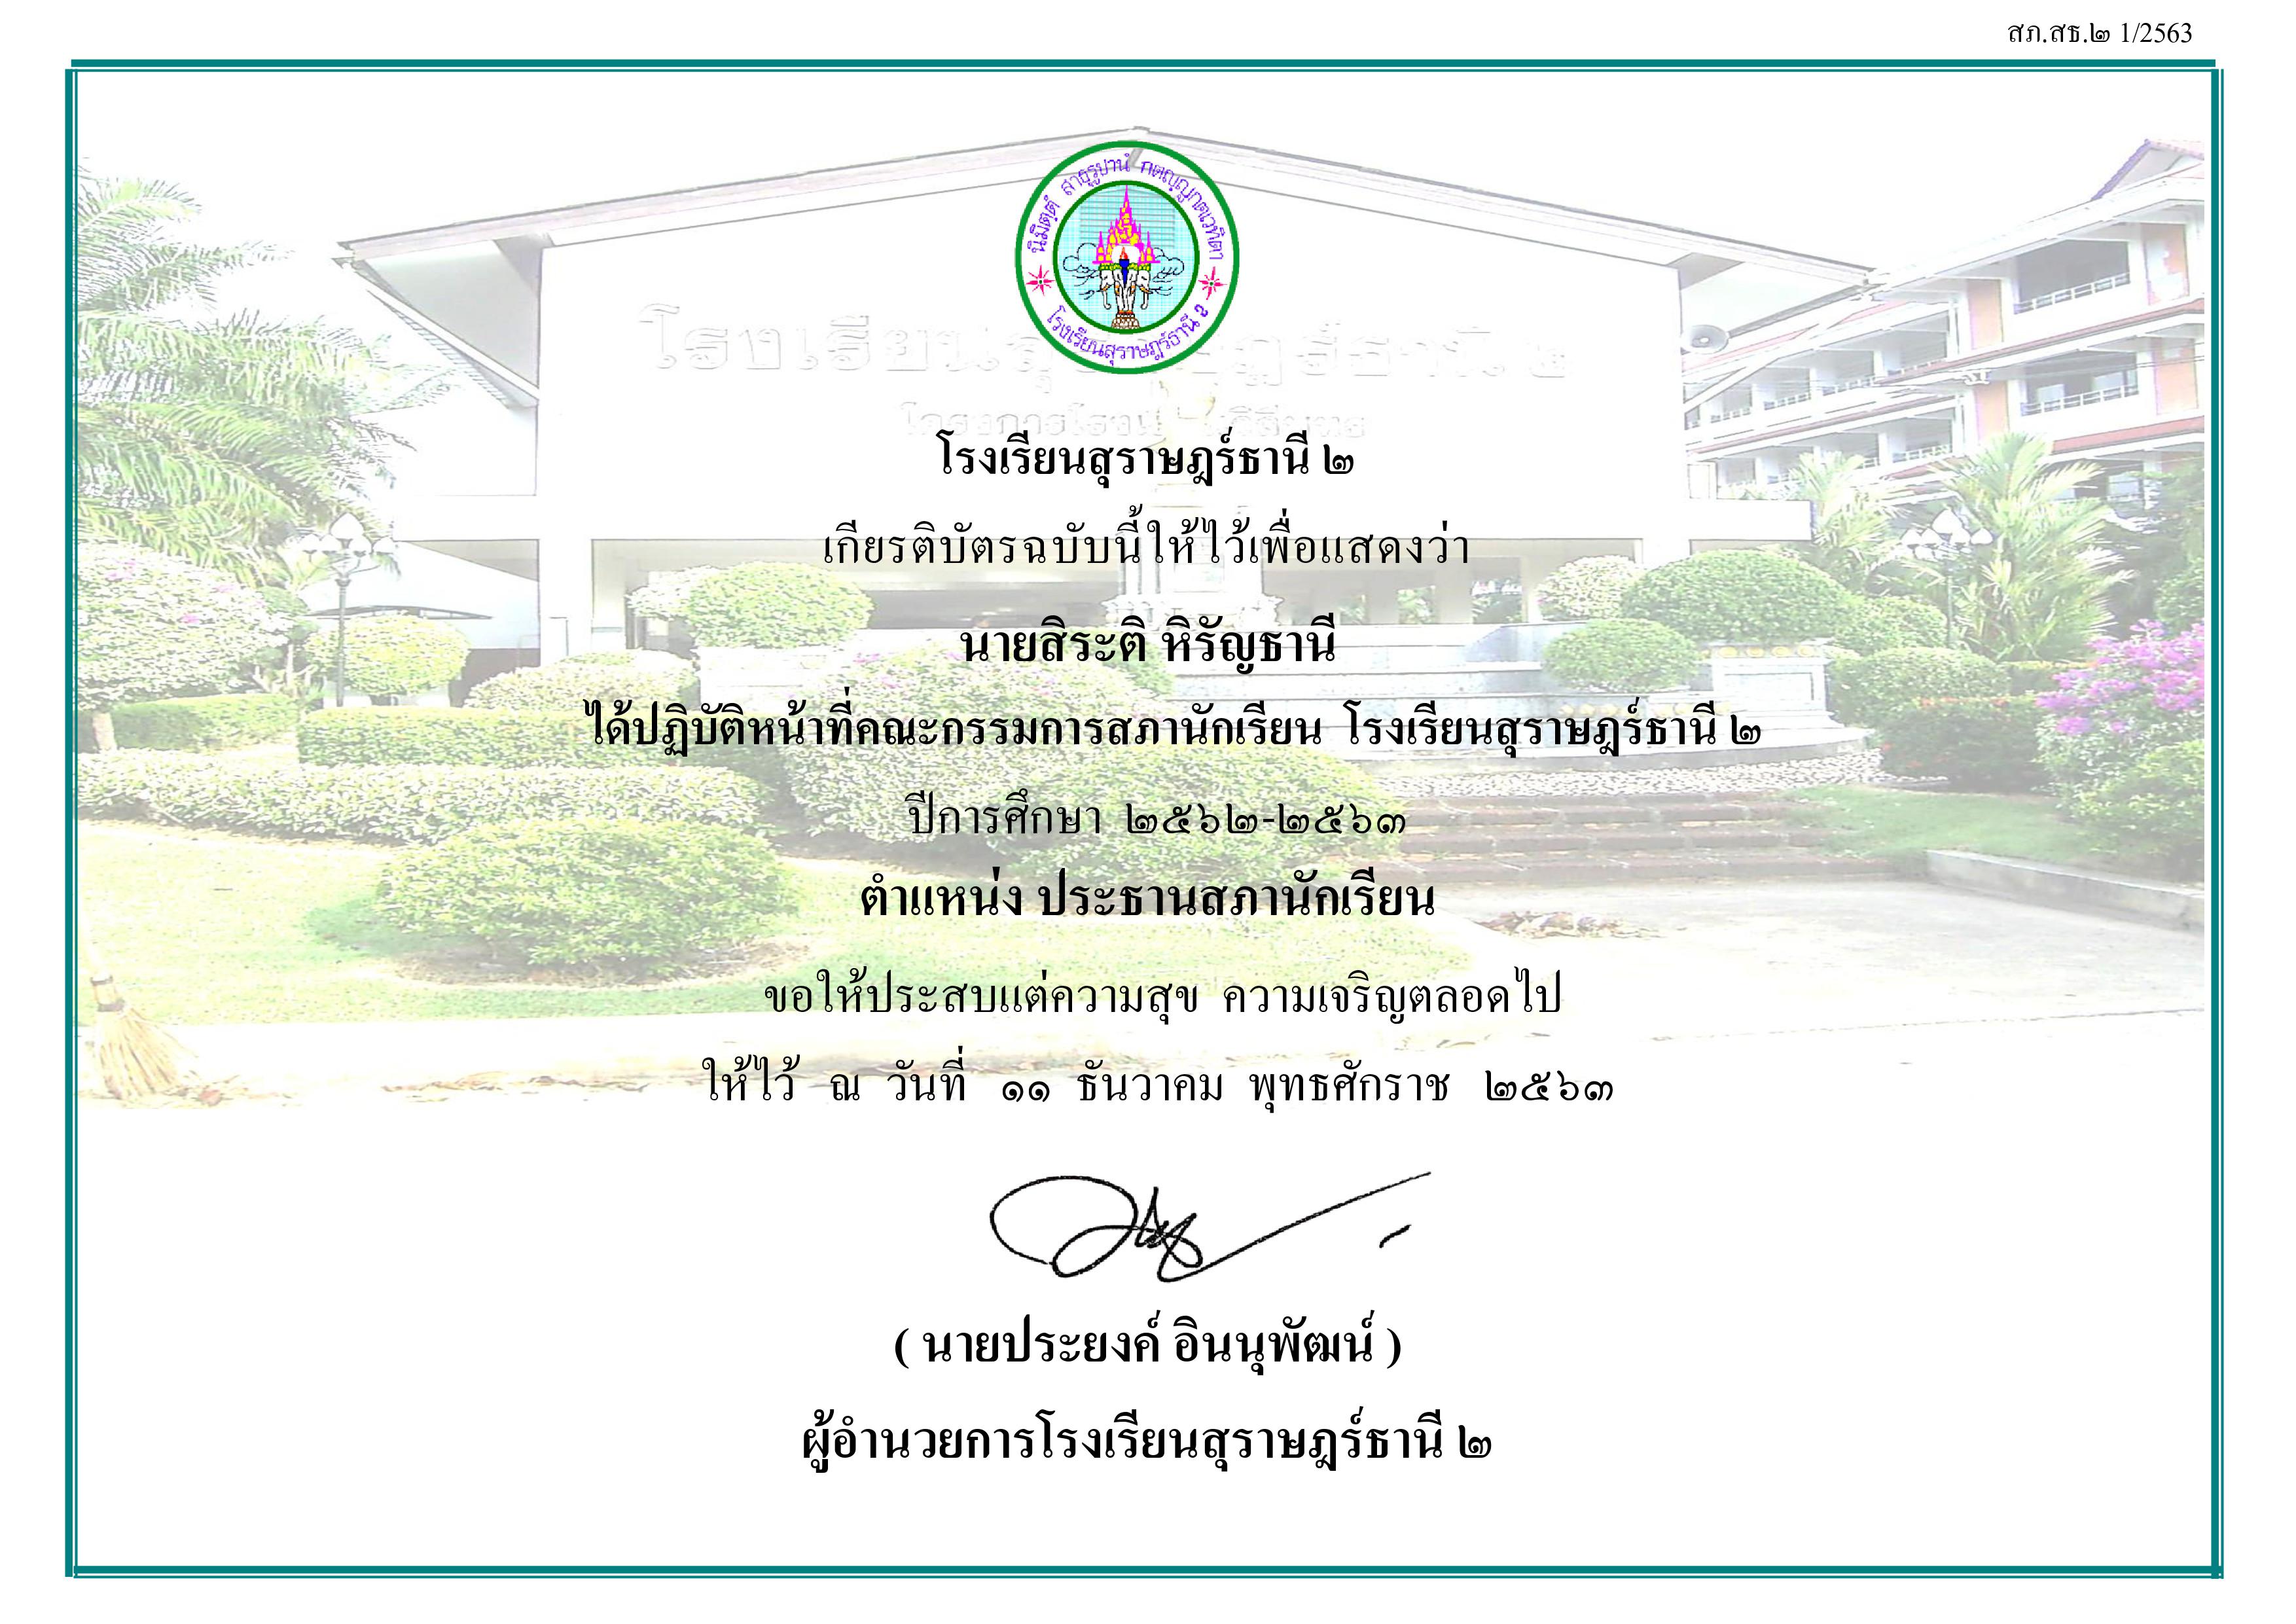 สภ.สธ.๒ 1/2563
นิมิตฺตํ สาธุรูปานํ กตญฺญูกตเวทิตา
โรงเรียนสุราษฎร์ธานี 2
โรงเรียนสุราษฎร์ธานี ๒
เกียรติบัตรฉบับนี้ให้ไว้เพื่อแสดงว่า
นายสิระติ หิรัญธานี
ได้ปฏิบัติหน้าที่คณะกรรมการสภานักเรียน โรงเรียนสุราษฎร์ธานี ๒
ปีการศึกษา ๒๕๖๒-๒๕๖๓
ตำแหน่ง ประธานสภานักเรียน
ขอให้ประสบแต่ความสุข ความเจริญตลอดไป
ให้ไว้ ณ วันที่ ๑๑ ธันวาคม พุทธศักราช ๒๕๖๓
( นายประยงค์ อินนุพัฒน์ )
ผู้อำนวยการโรงเรียนสุราษฎร์ธานี ๒